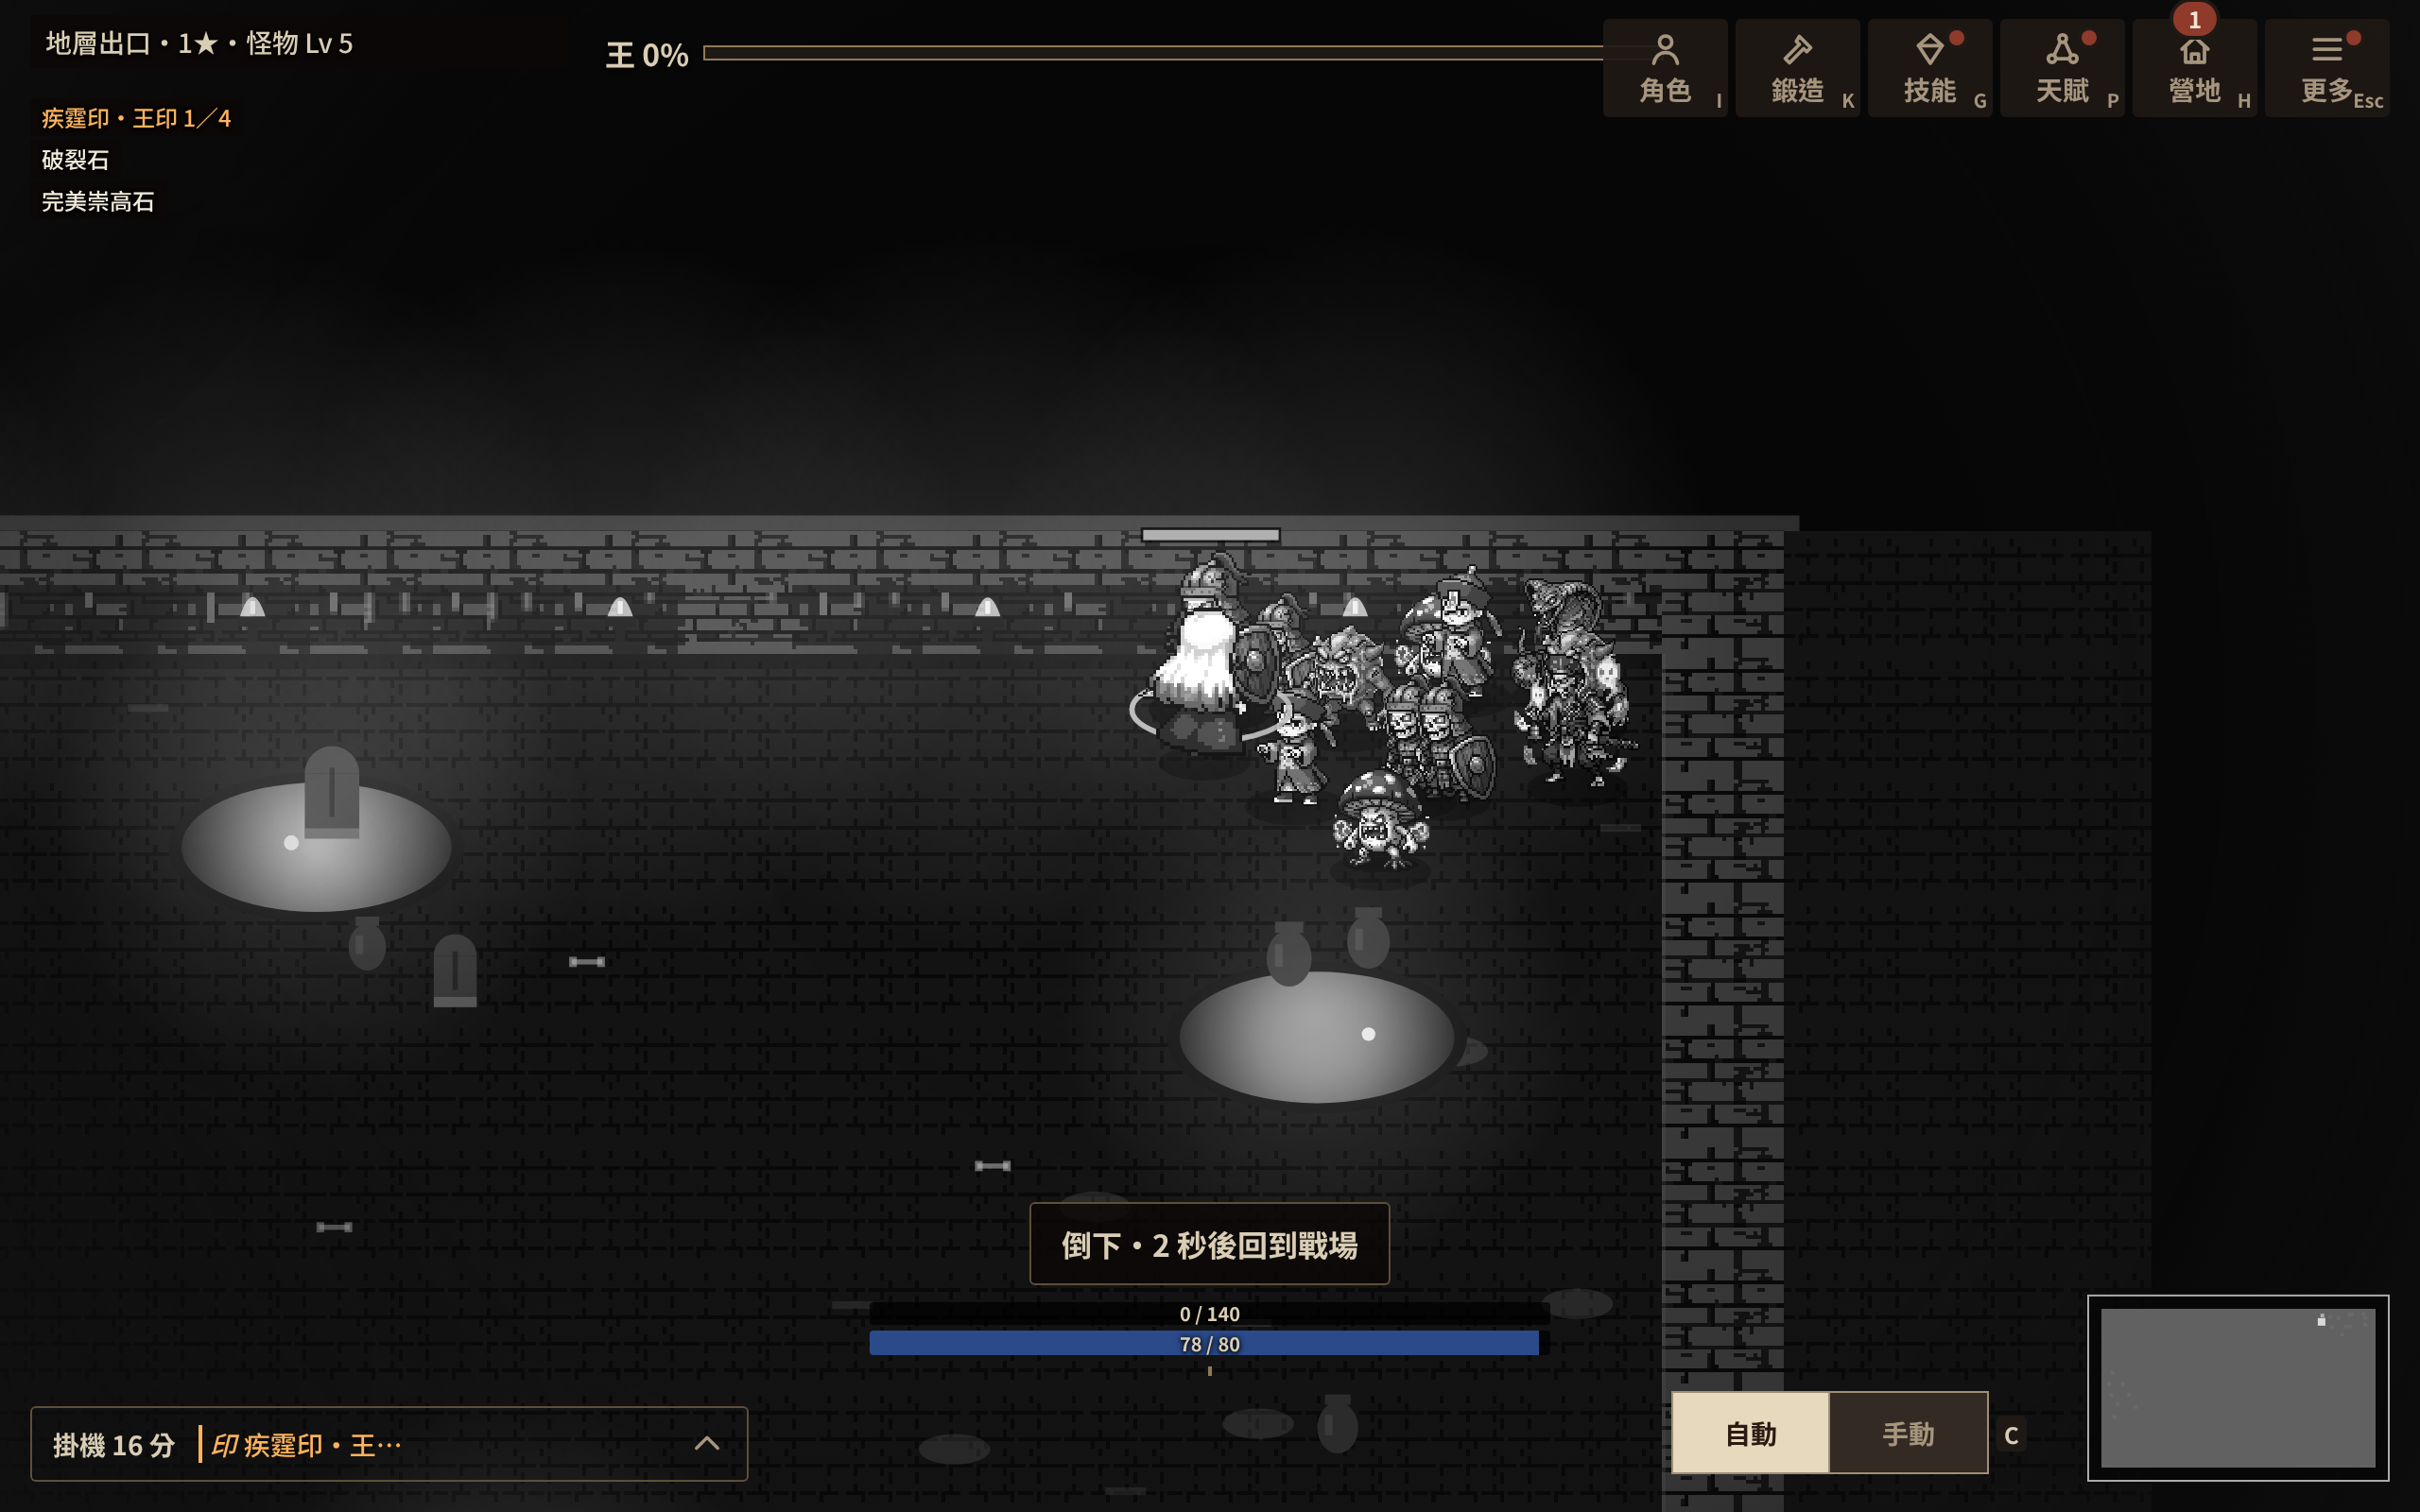 地層出口・1★・怪物 Lv 5
王 0%
角色 I
鍛造 K
技能 G
天賦 P
1
營地 H
更多 Esc
疾霆印・王印 1／4
破裂石
完美崇高石
倒下・2 秒後回到戰場
0 / 140
78 / 80
掛機 16 分 印 疾霆印・王…
自動 手動 C